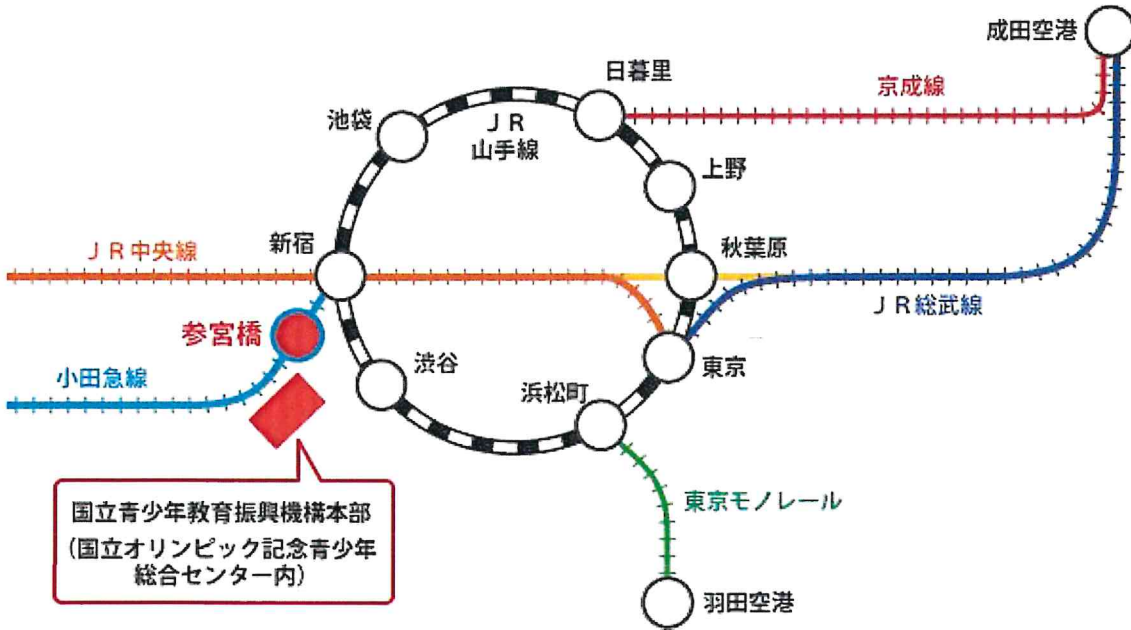 成田空港
日暮里
京成線
池袋
ＪＲ
山手線
上野
新宿
秋葉原
ＪＲ中央線
ＪＲ総武線
参宮橋
渋谷
東京
小田急線
浜松町
国立青少年教育振興機構本部
（国立オリンピック記念青少年
総合センター内）
東京モノレール
羽田空港